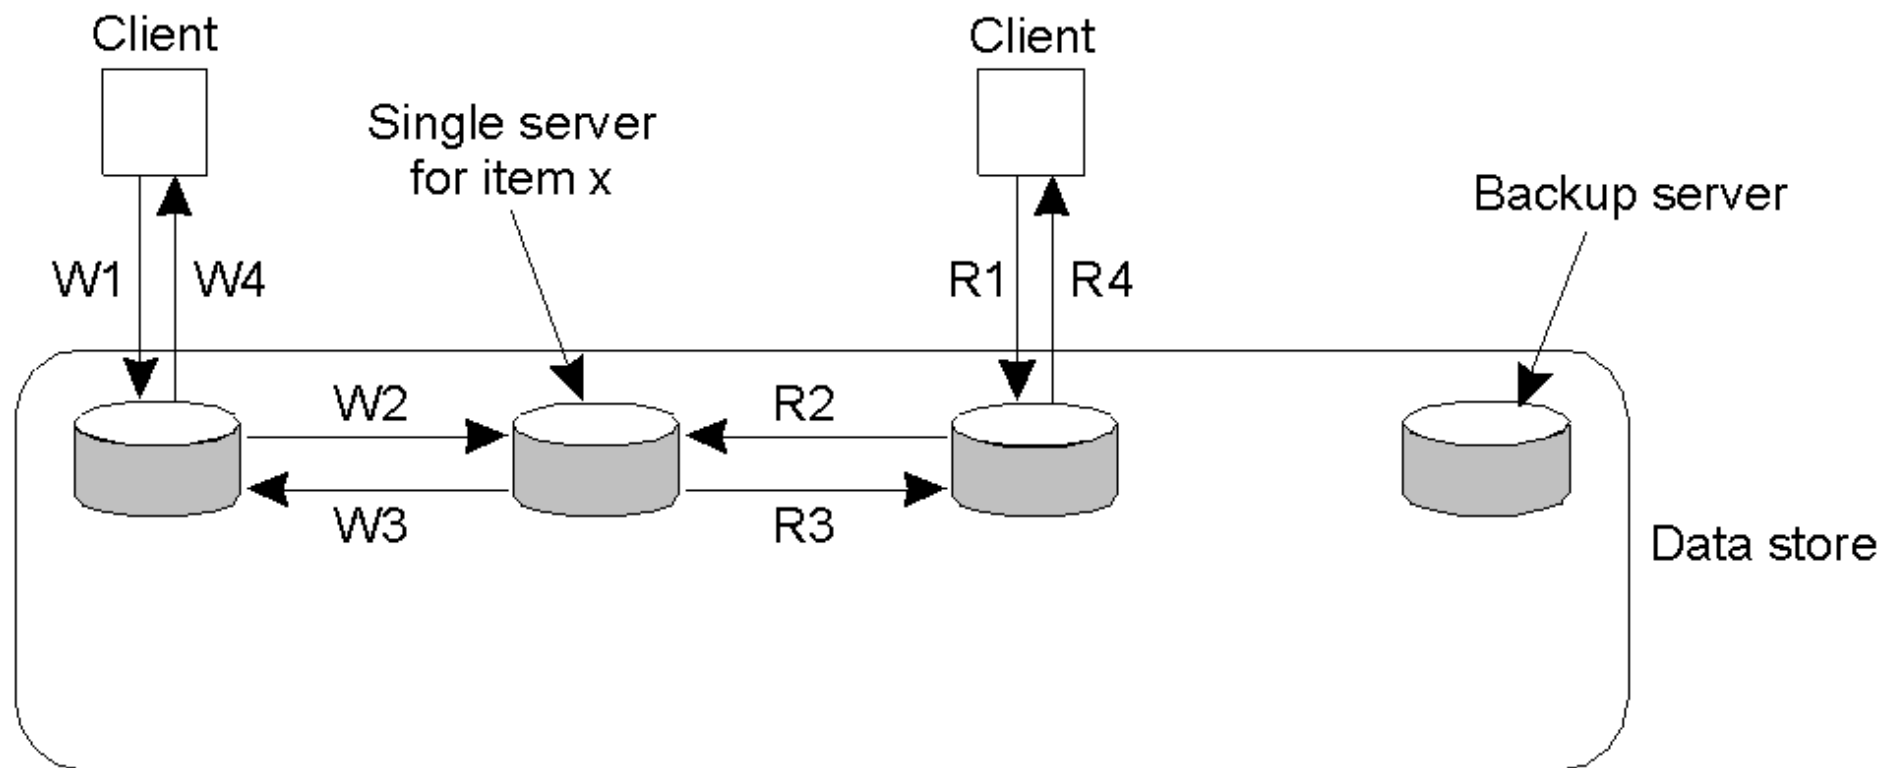 Client
Client
Single server
for item x
Backup server
W1
W4
R1
R4
W2
R2
W3
R3
Data store